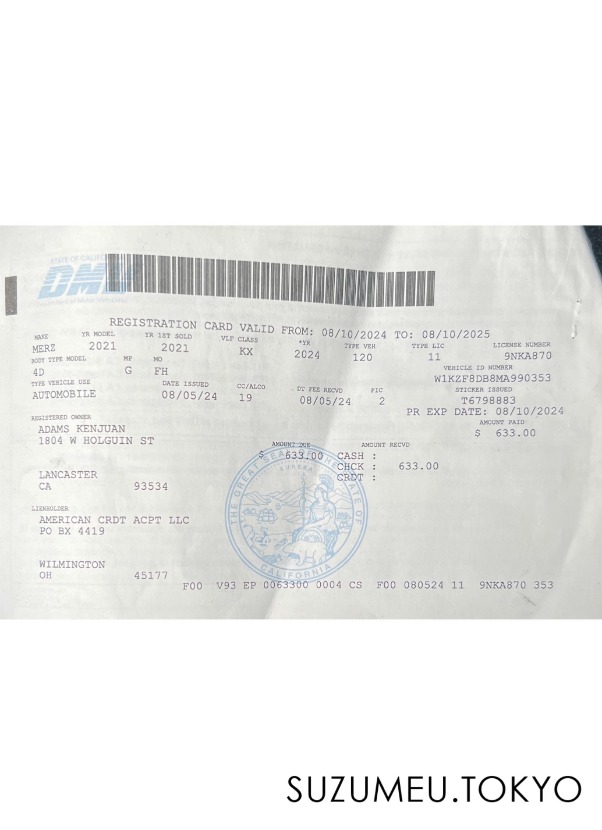 STATE OF CALIFORNIA
DMV
REGISTRATION CARD VALID FROM: 08/10/2024 TO: 08/10/2025
MAKE YR MODEL YR 1ST SOLD VLF CLASS *YR TYPE VEH TYPE LIC LICENSE NUMBER
MERZ 2021 2021 KX 2024 120 11 9NKA870
BODY TYPE MODEL MP MO VEHICLE ID NUMBER
4D G FH W1KZF8DB8MA990353
TYPE VEHICLE USE DATE ISSUED CC/ALCO DT FEE RECVD PIC STICKER ISSUED
AUTOMOBILE 08/05/24 19 08/05/24 2 T6798883
PR EXP DATE: 08/10/2024
REGISTERED OWNER AMOUNT PAID
ADAMS KENJUAN $ 633.00
1804 W HOLGUIN ST
AMOUNT DUE AMOUNT RECVD
$ 633.00 CASH :
CHCK : 633.00
CRDT :
LANCASTER
CA 93534
LIENHOLDER
AMERICAN CRDT ACPT LLC
PO BX 4419
WILMINGTON
OH 45177
F00 V93 EP 0063300 0004 CS F00 080524 11 9NKA870 353
THE GREAT SEAL OF THE STATE OF CALIFORNIA
EUREKA
SUZUMEU.TOKYO